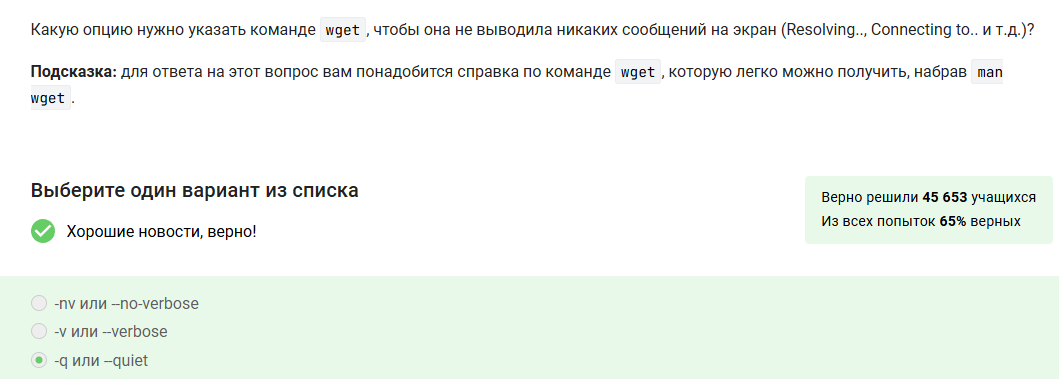 Какую опцию нужно указать команде wget, чтобы она не выводила никаких сообщений на экран (Resolving.., Connecting to.. и т.д.)?
Подсказка: для ответа на этот вопрос вам понадобится справка по команде wget, которую легко можно получить, набрав man
wget.
Выберите один вариант из списка
Хорошие новости, верно!
Верно решили 45 653 учащихся
Из всех попыток 65% верных
-nv или --no-verbose
-v или --verbose
-q или --quiet